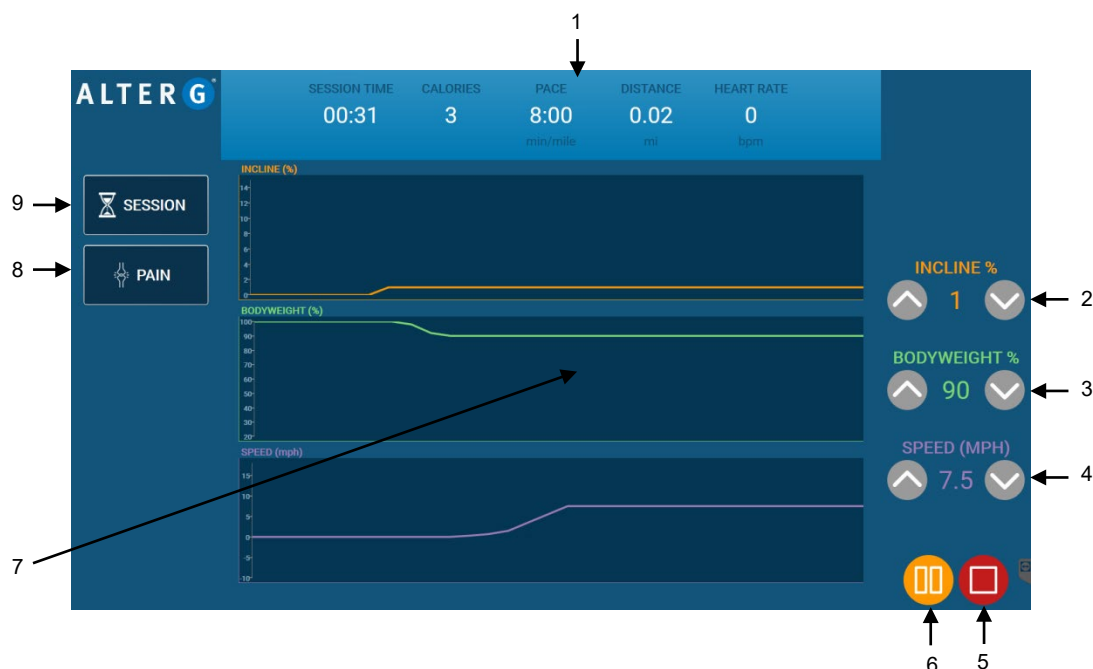 1
ALTERG
SESSION TIME CALORIES PACE DISTANCE HEART RATE
00:31 3 8:00 0.02 0
min/mile mi bpm
INCLINE (%)
14
12
10
8
6
4
2
0
9
SESSION
8
PAIN
INCLINE %
1
2
BODYWEIGHT (%)
100
90
80
70
60
50
40
30
20
BODYWEIGHT %
90
3
SPEED (mph)
15
10
5
0
-5
-10
SPEED (MPH)
7.5
4
7
6
5